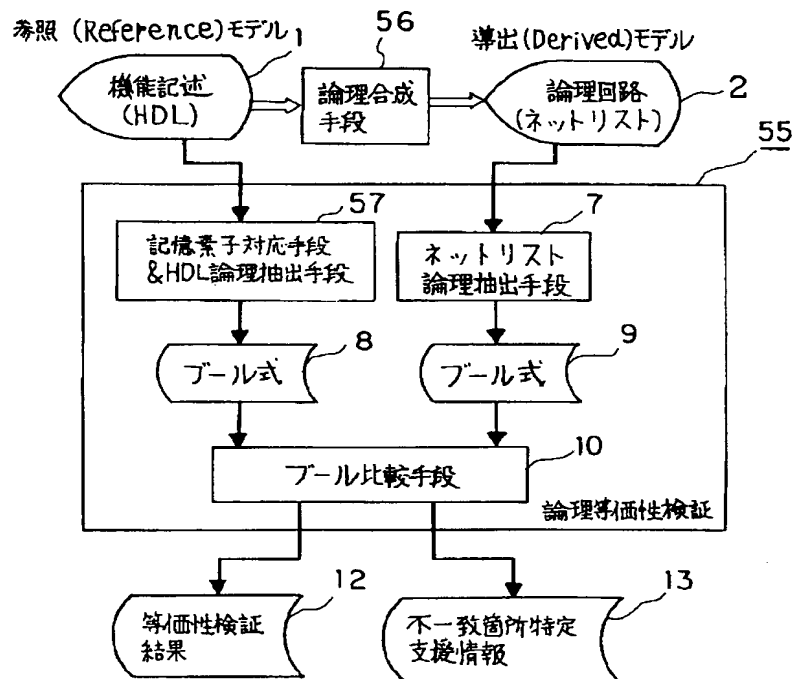 参照 (Reference)モデル
1
56
導出(Derived)モデル
機能記述
(HDL)
論理合成
手段
論理回路
(ネットリスト)
2
55
57
7
記憶素子対応手段
&HDL論理抽出手段
ネットリスト
論理抽出手段
8
9
ブール式
ブール式
10
ブール比較手段
論理等価性検証
12
13
等価性検証
結果
不一致箇所特定
支援情報